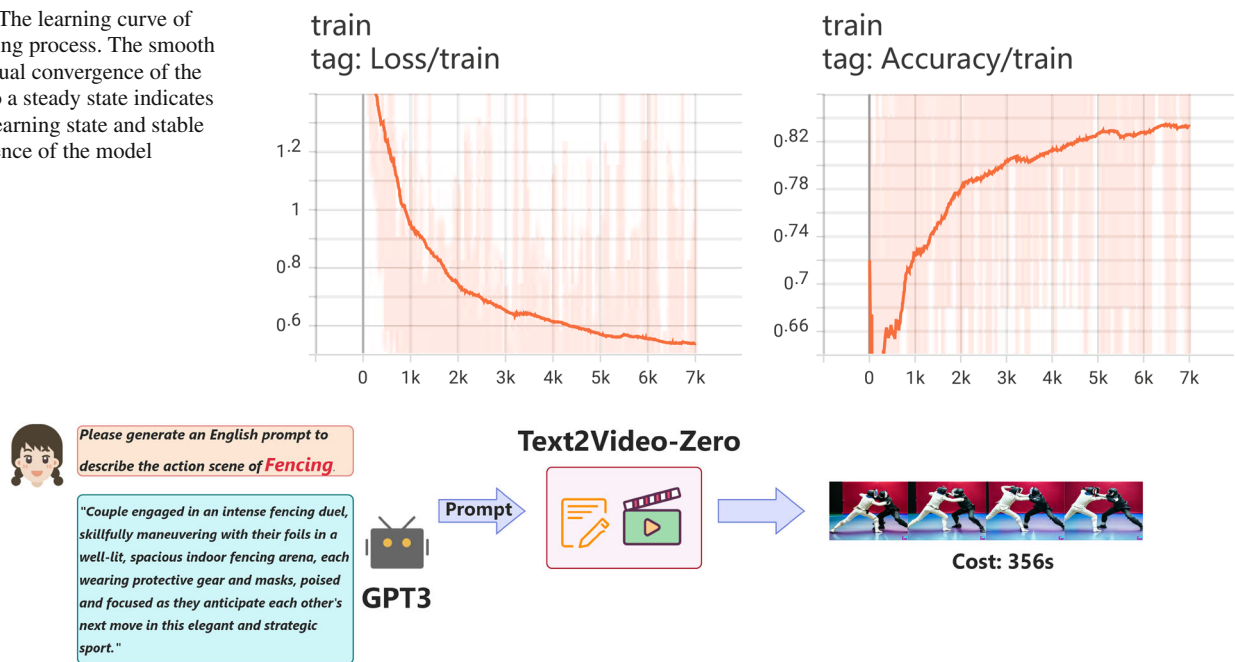 The learning curve of
ing process. The smooth
ual convergence of the
o a steady state indicates
earning state and stable
ence of the model
train
tag: Loss/train
1.2
1
0.8
0.6
0 1k 2k 3k 4k 5k 6k 7k
train
tag: Accuracy/train
0.82
0.78
0.74
0.7
0.66
0 1k 2k 3k 4k 5k 6k 7k
Please generate an English prompt to
describe the action scene of Fencing.
"Couple engaged in an intense fencing duel,
skillfully maneuvering with their foils in a
well-lit, spacious indoor fencing arena, each
wearing protective gear and masks, poised
and focused as they anticipate each other's
next move in this elegant and strategic
sport."
GPT3
Prompt
Text2Video-Zero
Cost: 356s